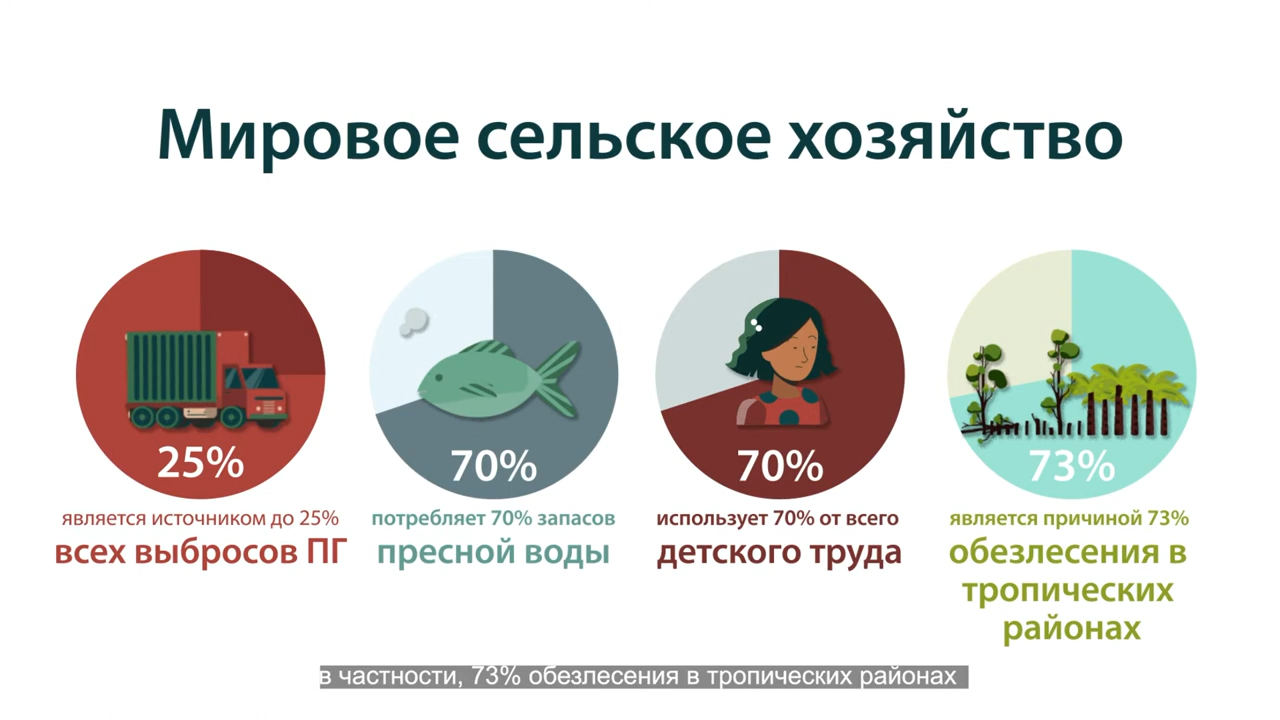 Мировое сельское хозяйство
25%
70%
70%
73%
является источником до 25%
всех выбросов ПГ
потребляет 70% запасов
пресной воды
использует 70% от всего
детского труда
является причиной 73%
обезлесения в
тропических
районах
в частности, 73% обезлесения в тропических районах